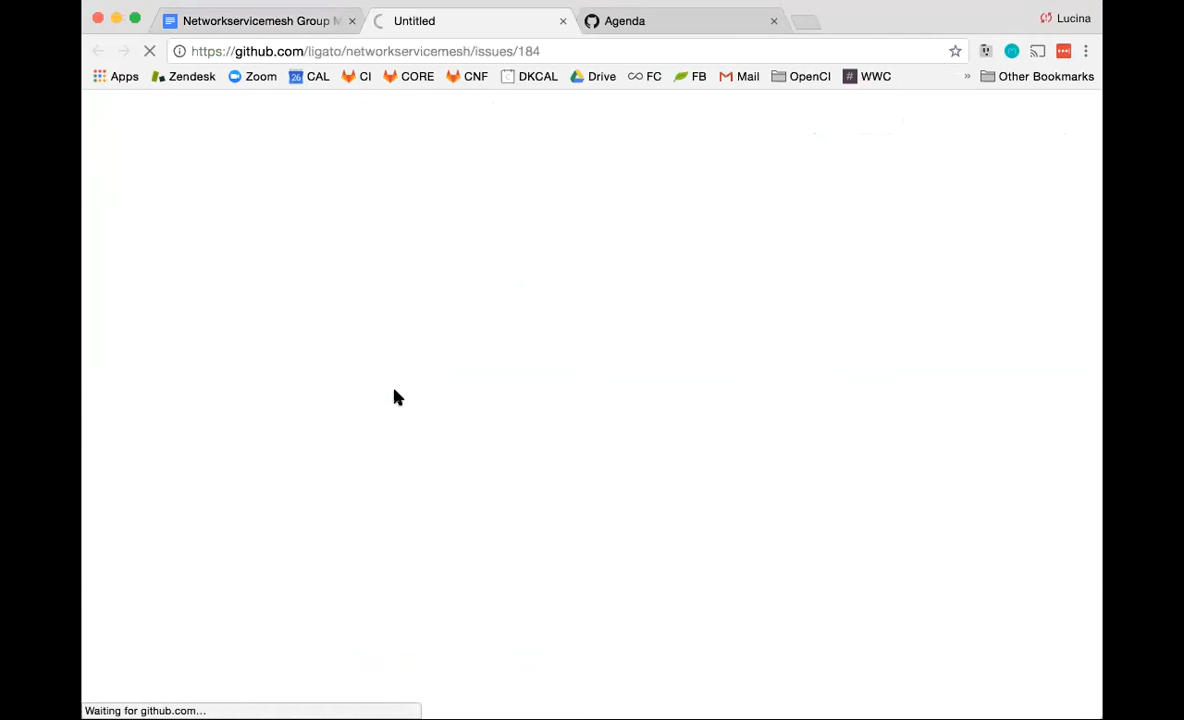 Networkservicemesh Group M
Untitled
Agenda
Lucina
https://github.com/ligato/networkservicemesh/issues/184
Apps
Zendesk
Zoom
26
CAL
CI
CORE
CNF
DKCAL
Drive
FC
FB
Mail
OpenCI
#
WWC
»
Other Bookmarks
Waiting for github.com...